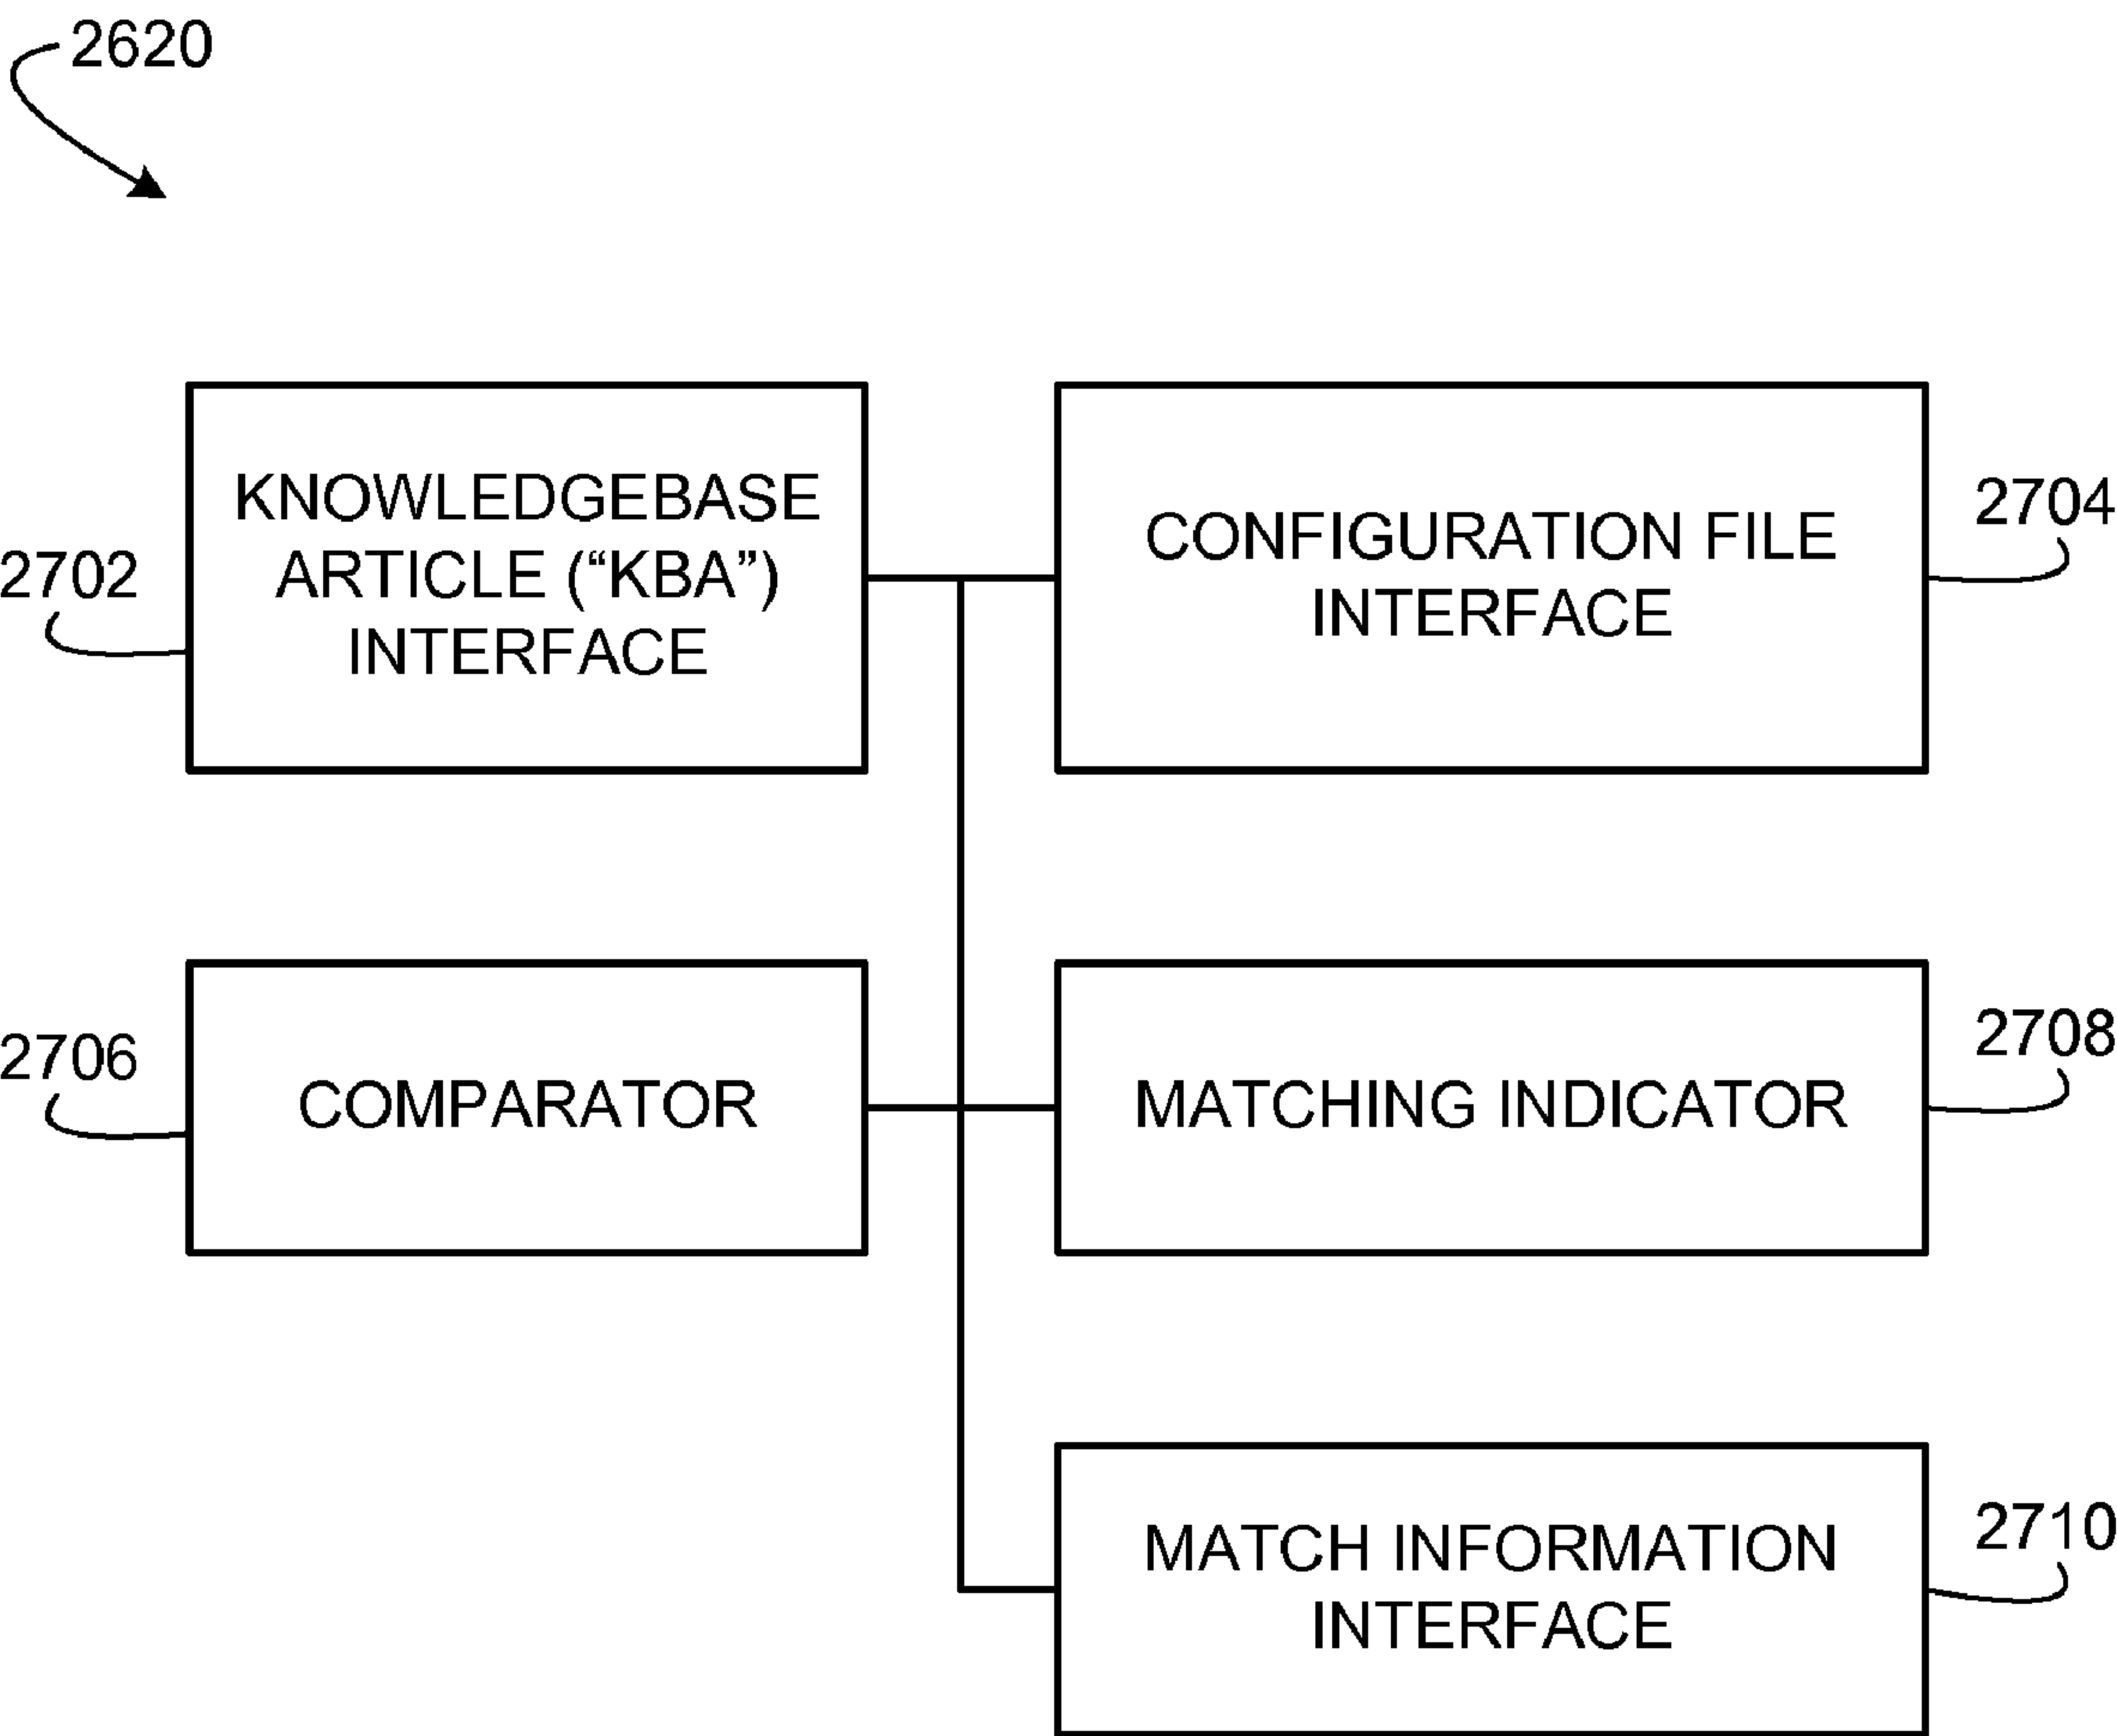 2620
KNOWLEDGEBASE
ARTICLE (“KBA”)
INTERFACE
2702
CONFIGURATION FILE
INTERFACE
2704
COMPARATOR
2706
MATCHING INDICATOR
2708
MATCH INFORMATION
INTERFACE
2710